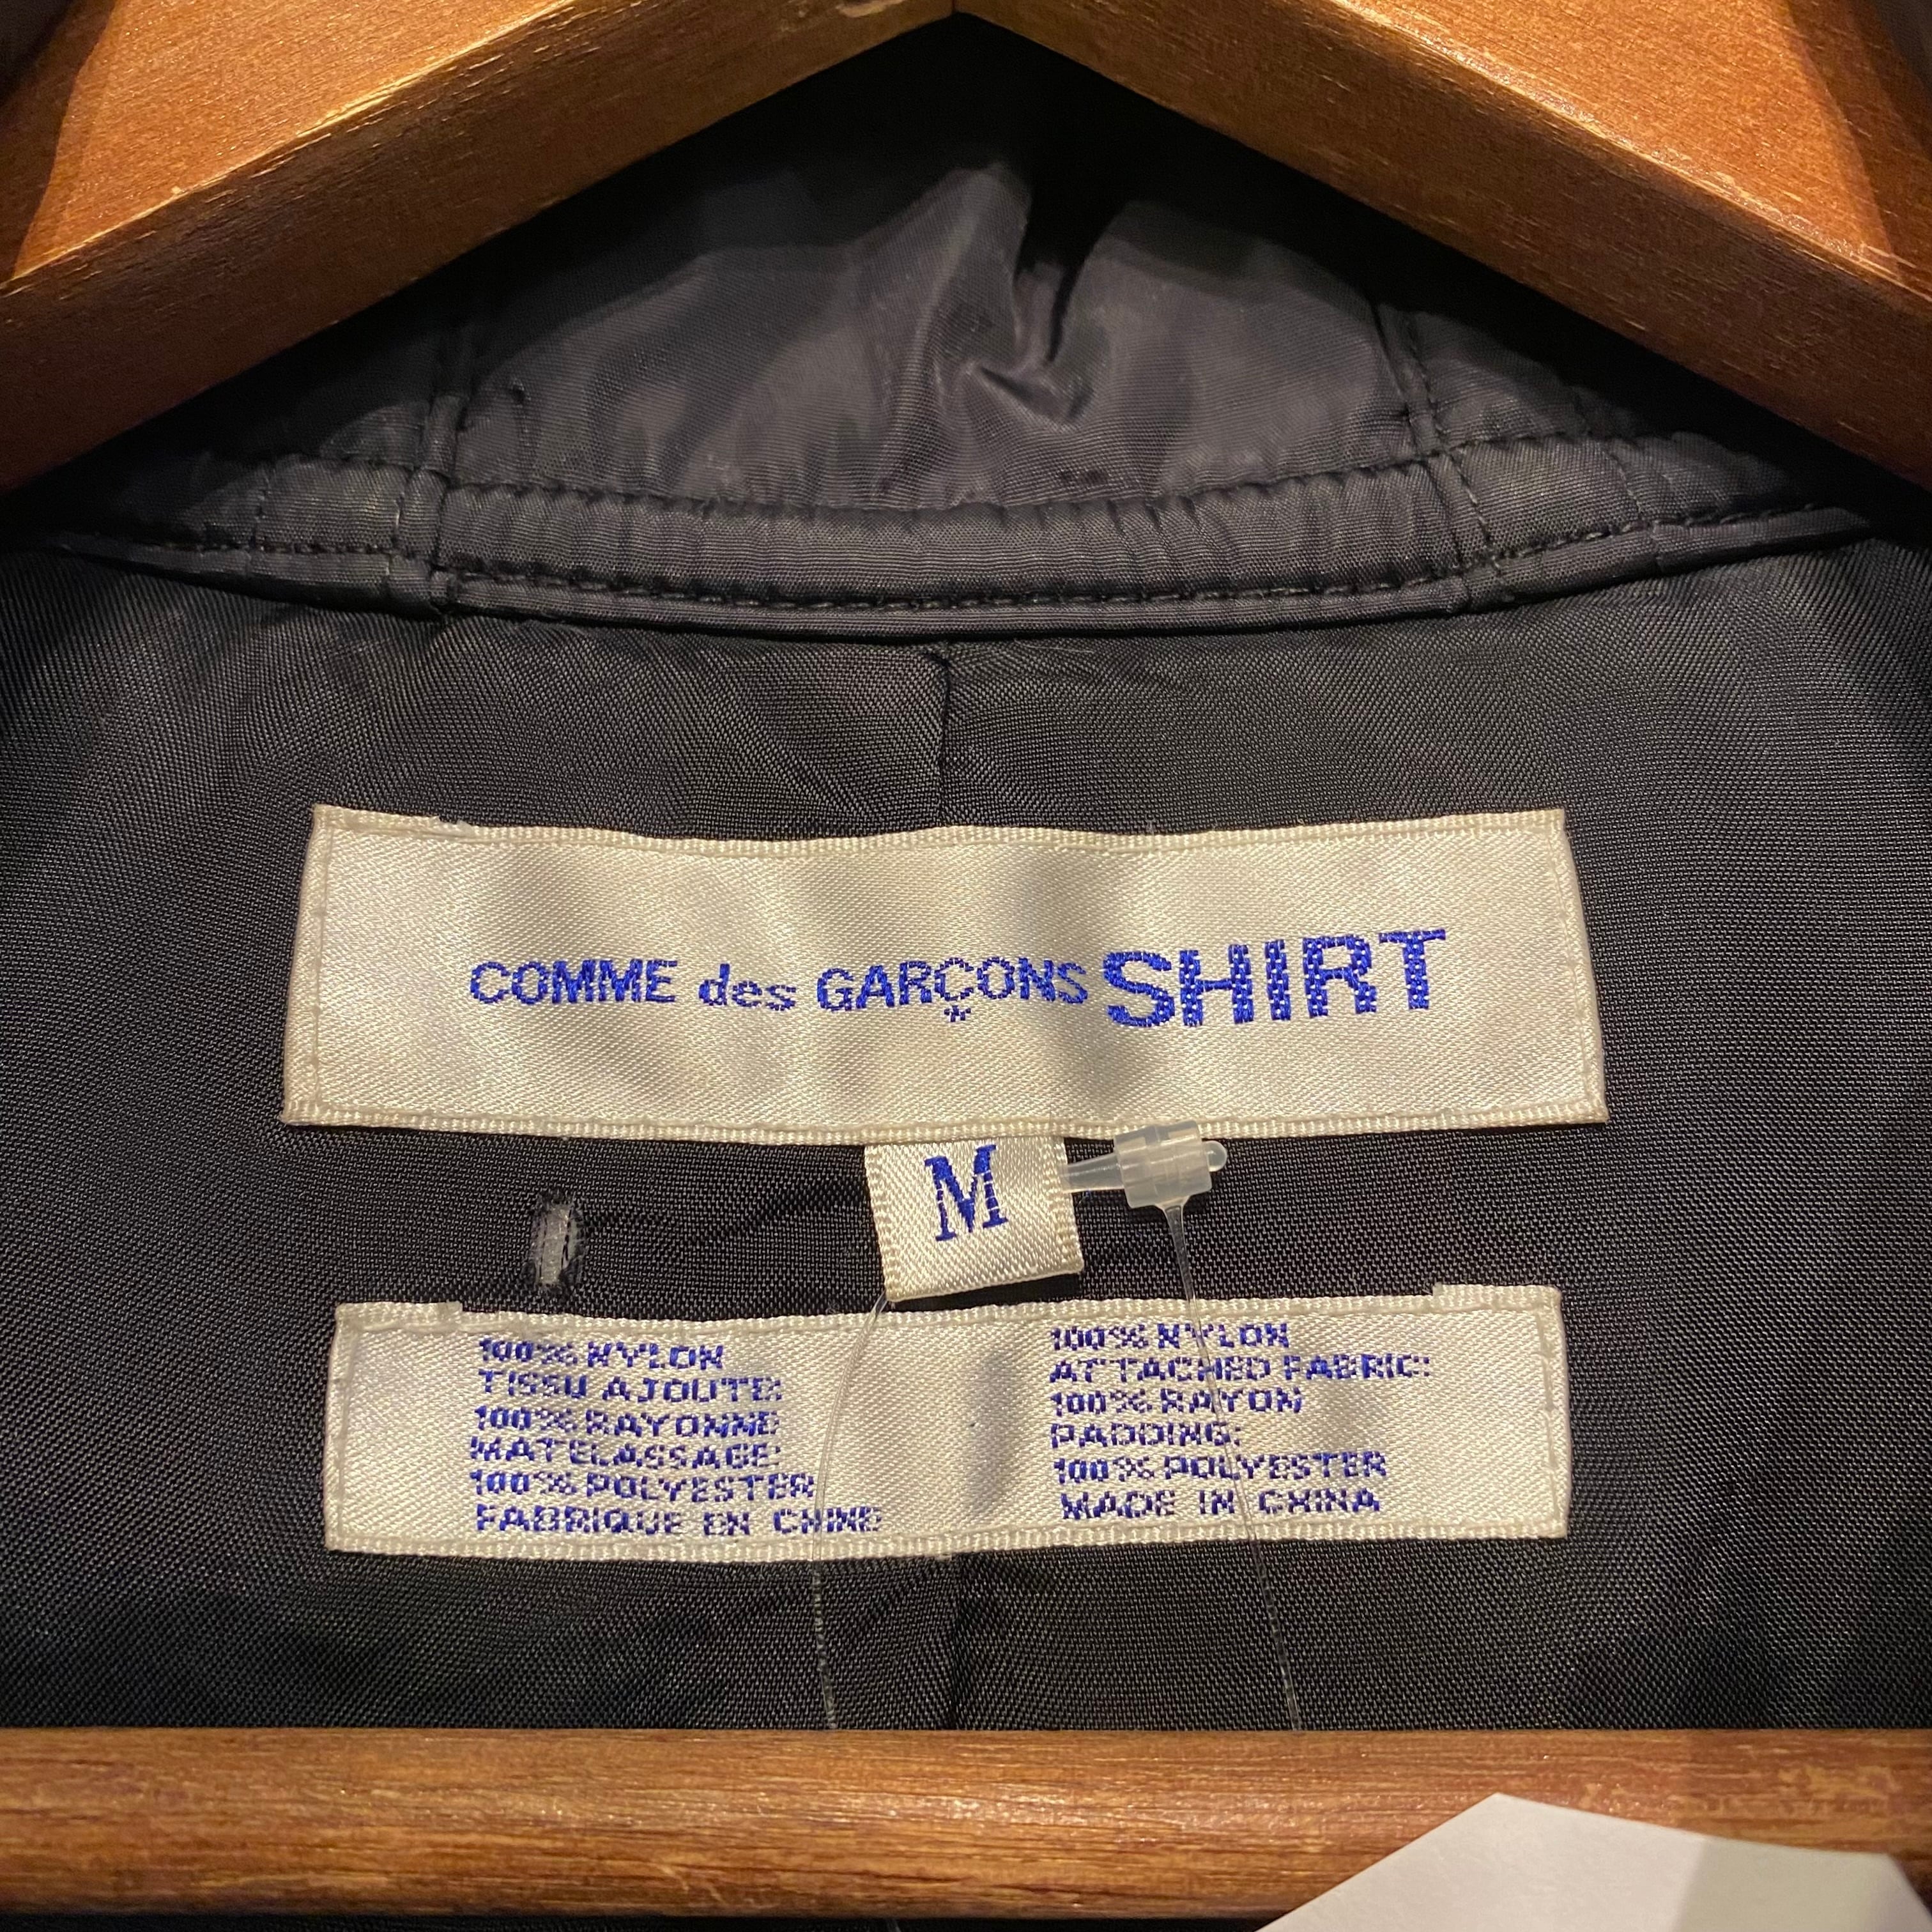 COMME des GARÇONS SHIRT
M
100% NYLON
TISSU AJOUTE:
100% RAYONNE
MATELASSAGE:
100% POLYESTER
FABRIQUE EN CHINE
100% NYLON
ATTACHED FABRIC:
100% RAYON
PADDING:
100% POLYESTER
MADE IN CHINA